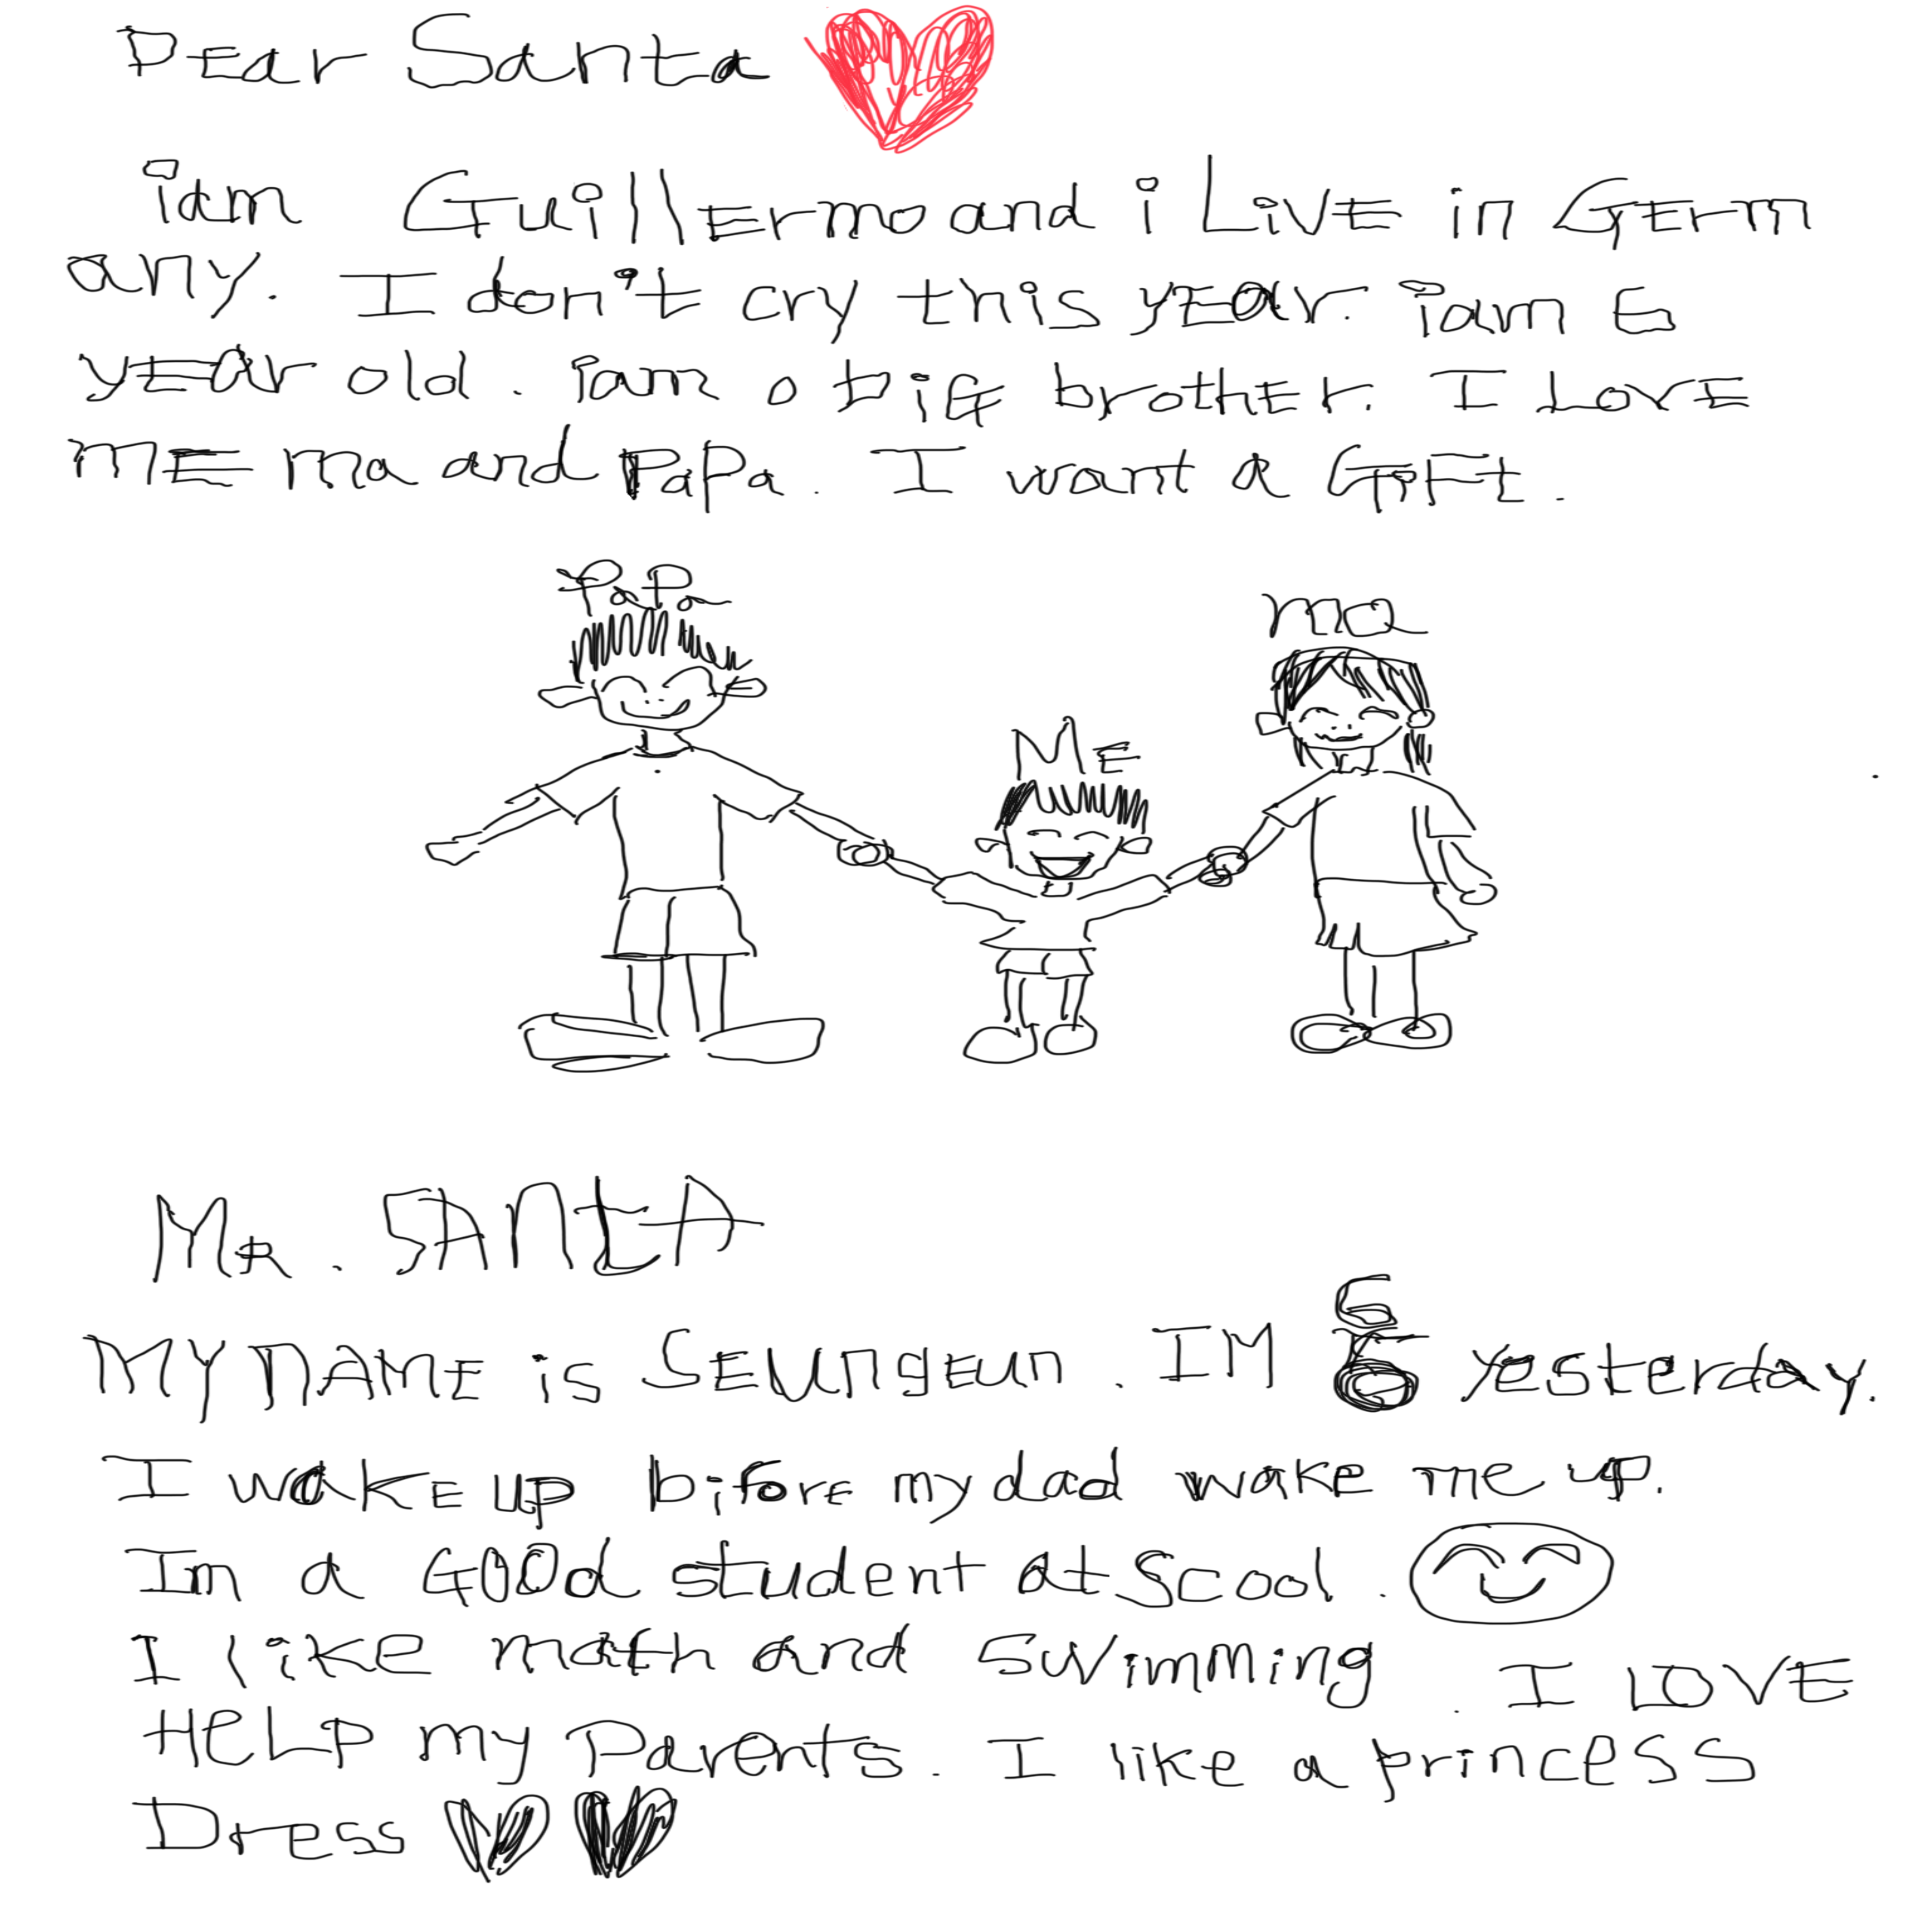 Dear Santa
iam Guillermo and i Live in Germ
any. I don't cry this year. iam 6
year old. iam a big brother. I Love
me ma and PaPa. I want a GiFt.
PaPa
ma
ME
MR. SANtA
MY nAME is SEUngEun. IM 6 yesterday.
I wake up bifore my dad wake me up.
Im a GOOd student at scool.
I like math and swimming. I LOVE
HeLP my Parents. I like a princess
Dress